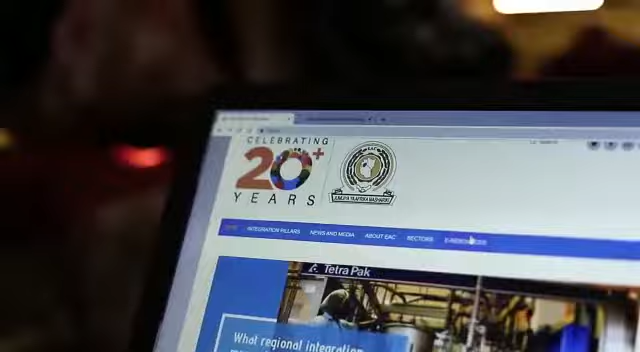 CELEBRATING
20+
YEARS
EAC
JUMUIYA YA AFRIKA MASHARIKI
INTEGRATION PILLARS NEWS AND MEDIA ABOUT EAC SECTORS
Tetra Pak
What regional integration